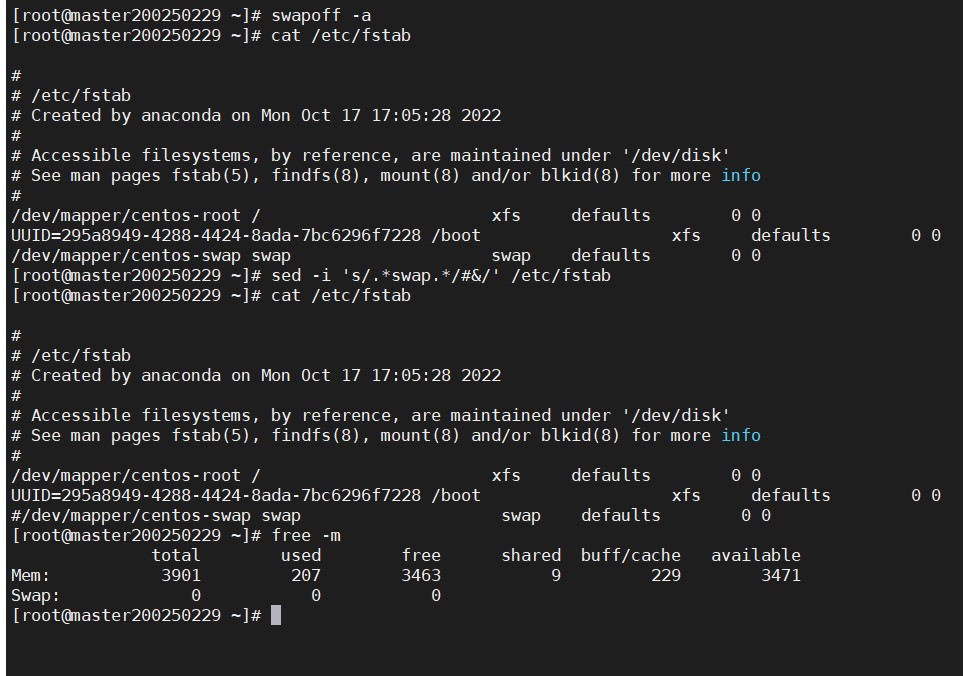 [root@master200250229 ~]# swapoff -a
[root@master200250229 ~]# cat /etc/fstab
#
# /etc/fstab
# Created by anaconda on Mon Oct 17 17:05:28 2022
#
# Accessible filesystems, by reference, are maintained under '/dev/disk'
# See man pages fstab(5), findfs(8), mount(8) and/or blkid(8) for more info
#
/dev/mapper/centos-root /                       xfs     defaults        0 0
UUID=295a8949-4288-4424-8ada-7bc6296f7228 /boot                   xfs     defaults        0 0
/dev/mapper/centos-swap swap                    swap    defaults        0 0
[root@master200250229 ~]# sed -i 's/.*swap.*/#&/' /etc/fstab
[root@master200250229 ~]# cat /etc/fstab
#
# /etc/fstab
# Created by anaconda on Mon Oct 17 17:05:28 2022
#
# Accessible filesystems, by reference, are maintained under '/dev/disk'
# See man pages fstab(5), findfs(8), mount(8) and/or blkid(8) for more info
#
/dev/mapper/centos-root /                       xfs     defaults        0 0
UUID=295a8949-4288-4424-8ada-7bc6296f7228 /boot                   xfs     defaults        0 0
#/dev/mapper/centos-swap swap                    swap    defaults        0 0
[root@master200250229 ~]# free -m
              total        used        free      shared  buff/cache   available
Mem:           3901         207        3463           9         229        3471
Swap:             0           0           0
[root@master200250229 ~]#